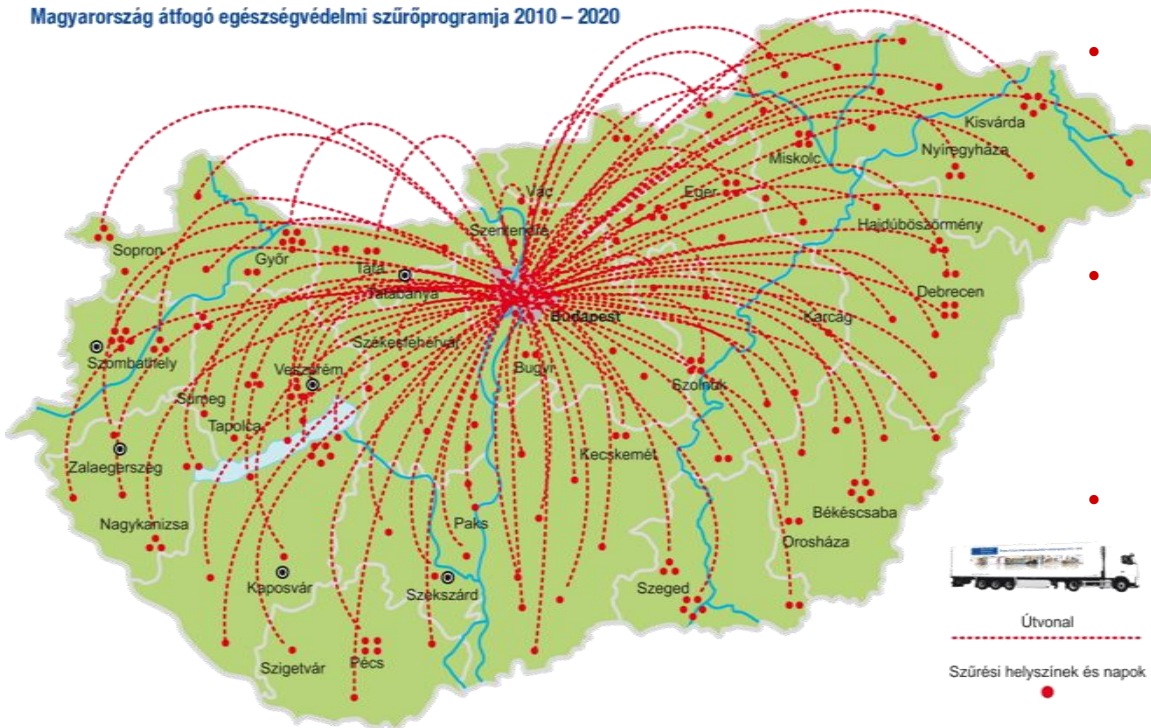 Magyarország átfogó egészségvédelmi szűrőprogramja 2010 – 2020
Kisvárda
Miskolc
Nyíregyháza
Vác
Eger
Szentendre
Hajdúböszörmény
Sopron
Győr
Tata
Tatabánya
Debrecen
Budapest
Karcag
Székesfehérvár
Szombathely
Veszprém
Bugyi
Szolnok
Sümeg
Tapolca
Zalaegerszeg
Kecskemét
Nagykanizsa
Paks
Békéscsaba
Orosháza
Kaposvár
Szekszárd
Szeged
Szigetvár
Pécs
Útvonal
Szűrési helyszínek és napok